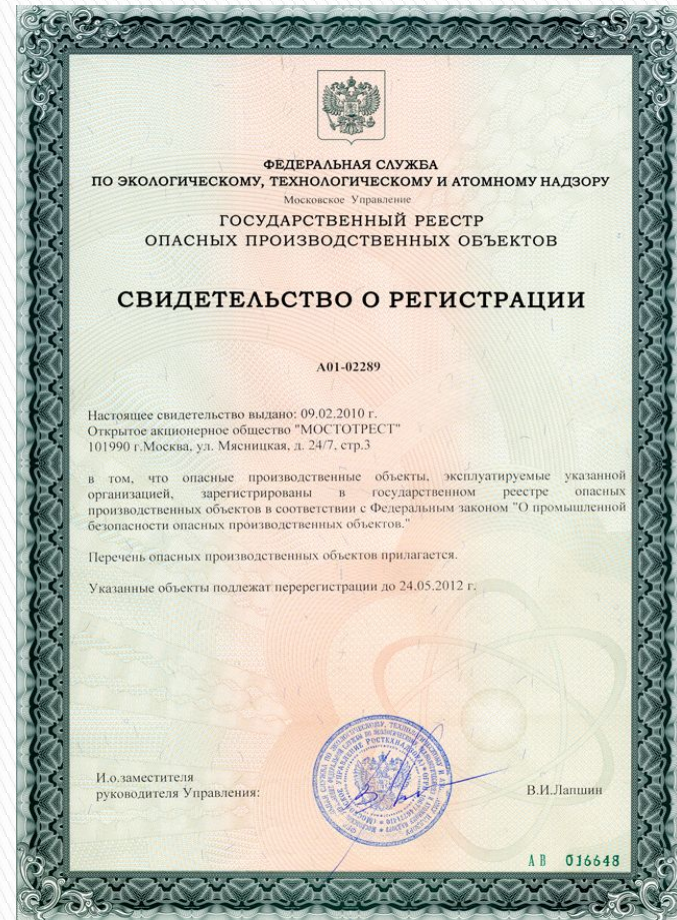 ФЕДЕРАЛЬНАЯ СЛУЖБА
ПО ЭКОЛОГИЧЕСКОМУ, ТЕХНОЛОГИЧЕСКОМУ И АТОМНОМУ НАДЗОРУ
Московское Управление
ГОСУДАРСТВЕННЫЙ РЕЕСТР
ОПАСНЫХ ПРОИЗВОДСТВЕННЫХ ОБЪЕКТОВ
СВИДЕТЕЛЬСТВО О РЕГИСТРАЦИИ
А01-02289
Настоящее свидетельство выдано: 09.02.2010 г.
Открытое акционерное общество "МОСТОТРЕСТ"
101990 г.Москва, ул. Мясницкая, д. 24/7, стр.3
в том, что опасные производственные объекты, эксплуатируемые указанной
организацией, зарегистрированы в государственном реестре опасных
производственных объектов в соответствии с Федеральным законом "О промышленной
безопасности опасных производственных объектов."
Перечень опасных производственных объектов прилагается.
Указанные объекты подлежат перерегистрации до 24.05.2012 г.
И.о.заместителя
руководителя Управления:
В.И.Лапшин
АВ 016648